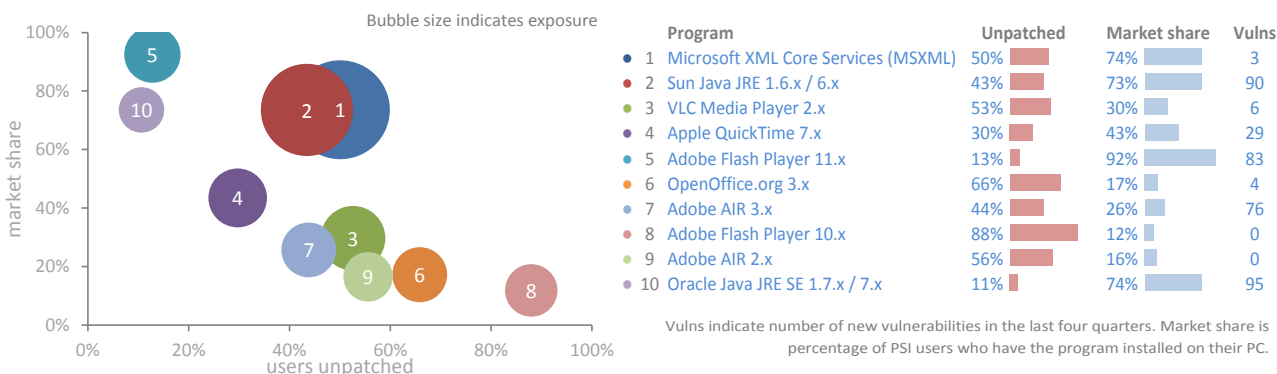 Bubble size indicates exposure
market share
100%
80%
60%
40%
20%
0%
0% 20% 40% 60% 80% 100%
users unpatched
5
10
2 1
4
3
7
9 6
8
Program Unpatched Market share Vulns
1 Microsoft XML Core Services (MSXML) 50% 74% 3
2 Sun Java JRE 1.6.x / 6.x 43% 73% 90
3 VLC Media Player 2.x 53% 30% 6
4 Apple QuickTime 7.x 30% 43% 29
5 Adobe Flash Player 11.x 13% 92% 83
6 OpenOffice.org 3.x 66% 17% 4
7 Adobe AIR 3.x 44% 26% 76
8 Adobe Flash Player 10.x 88% 12% 0
9 Adobe AIR 2.x 56% 16% 0
10 Oracle Java JRE SE 1.7.x / 7.x 11% 74% 95
Vulns indicate number of new vulnerabilities in the last four quarters. Market share is
percentage of PSI users who have the program installed on their PC.